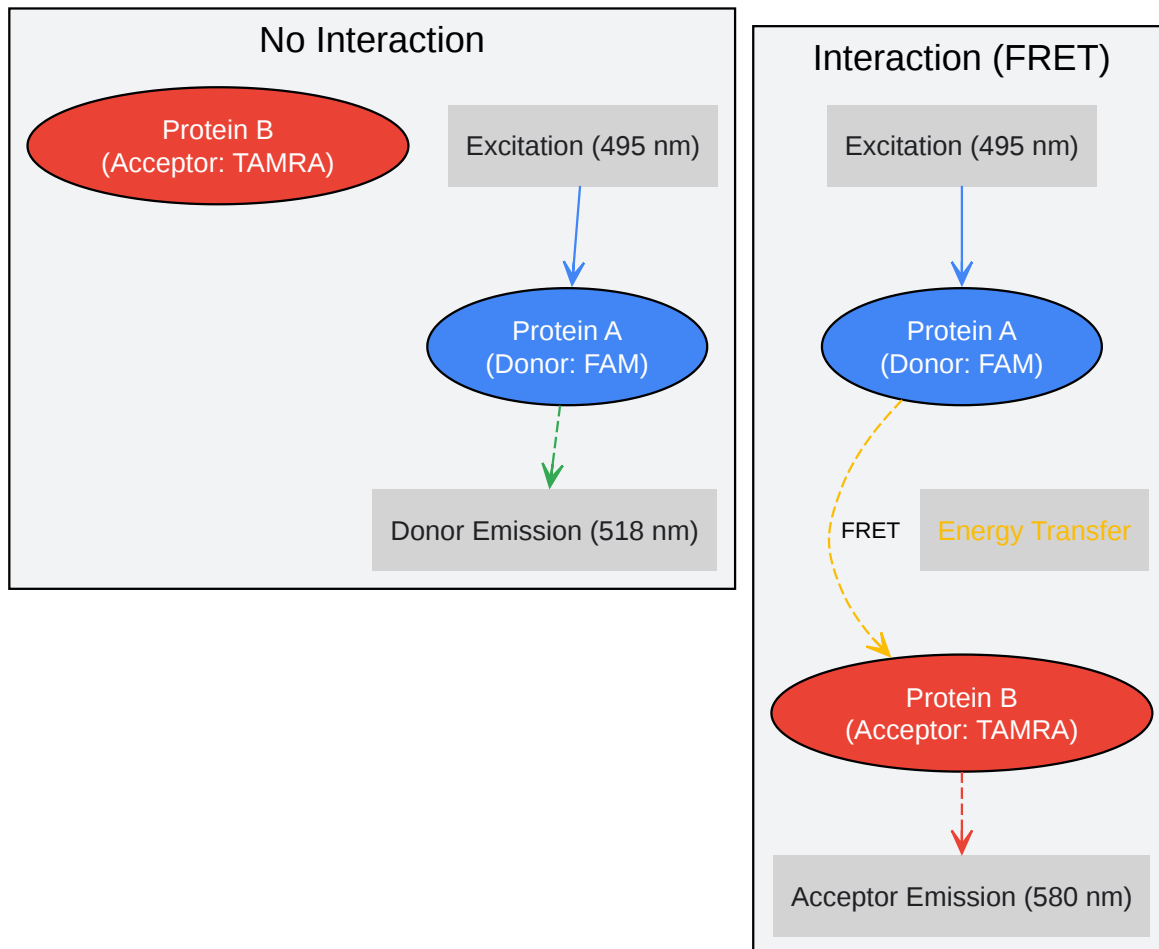 No Interaction
Protein B
(Acceptor: TAMRA)
Excitation (495 nm)
Protein A
(Donor: FAM)
Donor Emission (518 nm)
Interaction (FRET)
Excitation (495 nm)
Protein A
(Donor: FAM)
FRET
Energy Transfer
Protein B
(Acceptor: TAMRA)
Acceptor Emission (580 nm)